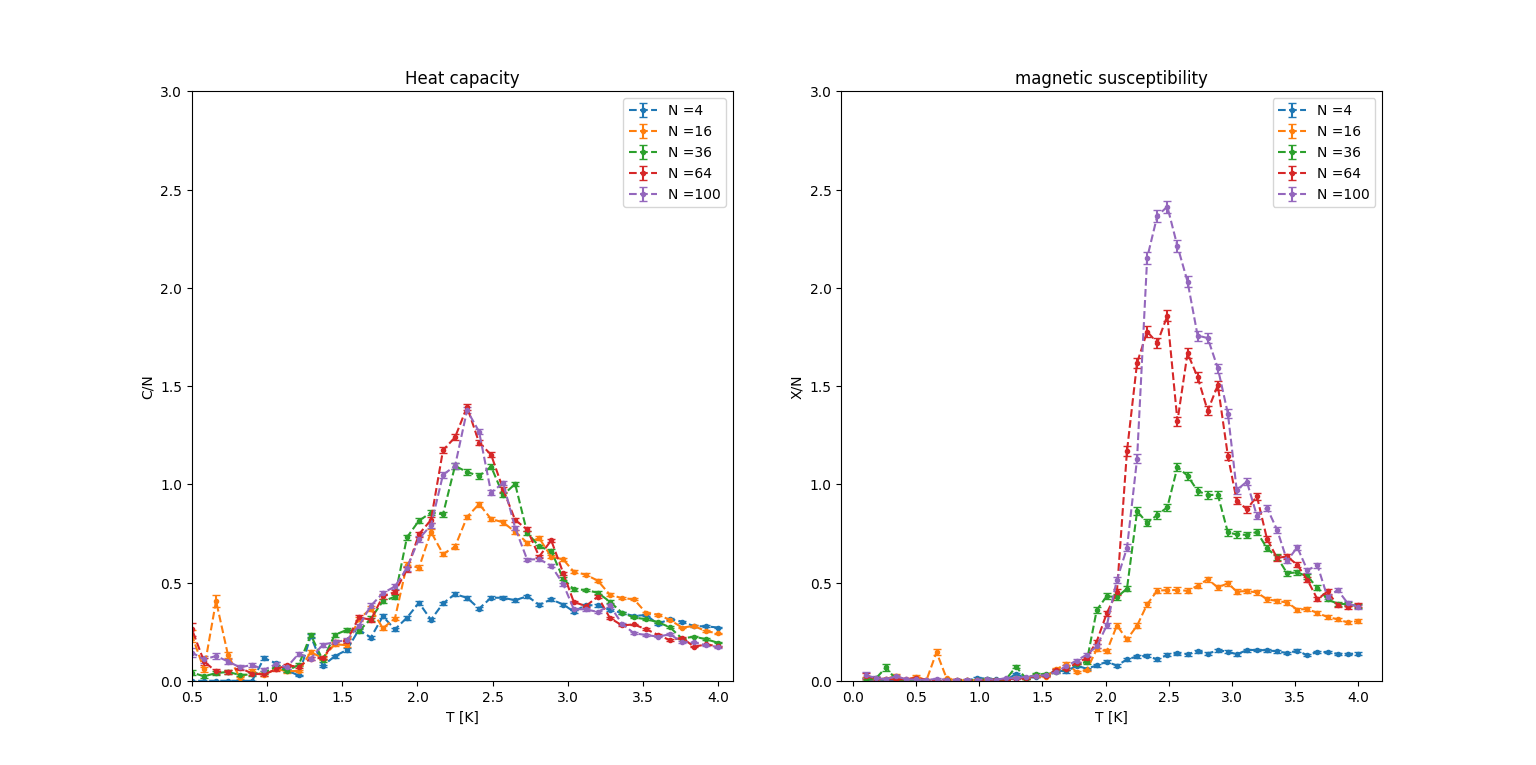 Heat capacity
3.0
2.5
2.0
1.5
1.0
0.5
0.0
C/N
0.5 1.0 1.5 2.0 2.5 3.0 3.5 4.0
T [K]
N =4
N =16
N =36
N =64
N =100
magnetic susceptibility
3.0
2.5
2.0
1.5
1.0
0.5
0.0
X/N
0.0 0.5 1.0 1.5 2.0 2.5 3.0 3.5 4.0
T [K]
N =4
N =16
N =36
N =64
N =100